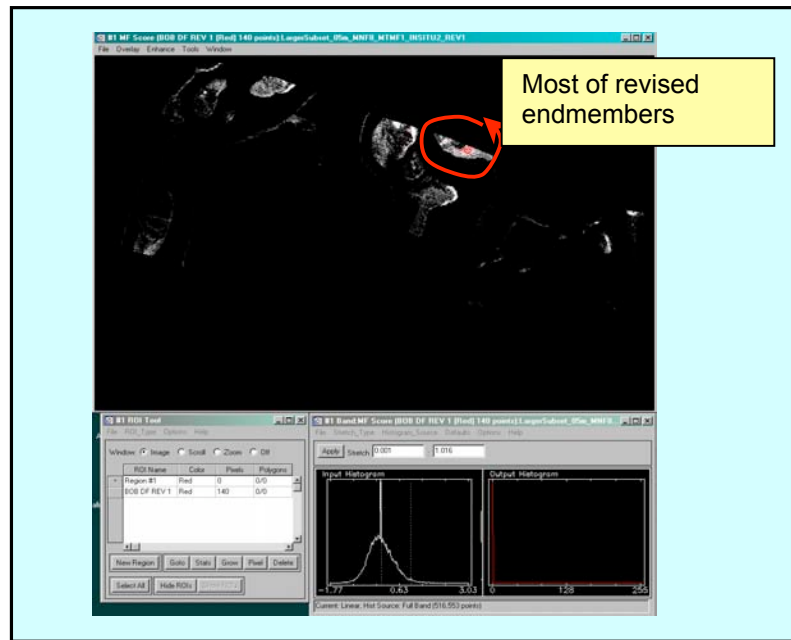 #1 MF Score (BOB DF REV 1 [Red] 140 points):LargerSubset_05m_MNF8_MTMF1_INSITU2_REV1
File Overlay Enhance Tools Window
Most of revised
endmembers
#1 ROI Tool
File ROI_Type Options Help
Window: Image Scroll Zoom Off
ROI Name Color Pixels Polygons
Region #1 Red 0 0/0
BOB DF REV 1 Red 140 0/0
New Region Goto Stats Grow Pixel Delete
Select All Hide ROIs
#1 Band:MF Score (BOB DF REV 1 [Red] 140 points):LargerSubset_05m_MNF8
File Stretch_Type Histogram_Source Defaults Options Help
Apply Stretch 0.001 1.016
Input Histogram Output Histogram
-1.77 0.63 3.03 0 128 255
Current: Linear; Hist Source: Full Band (516,553 points)